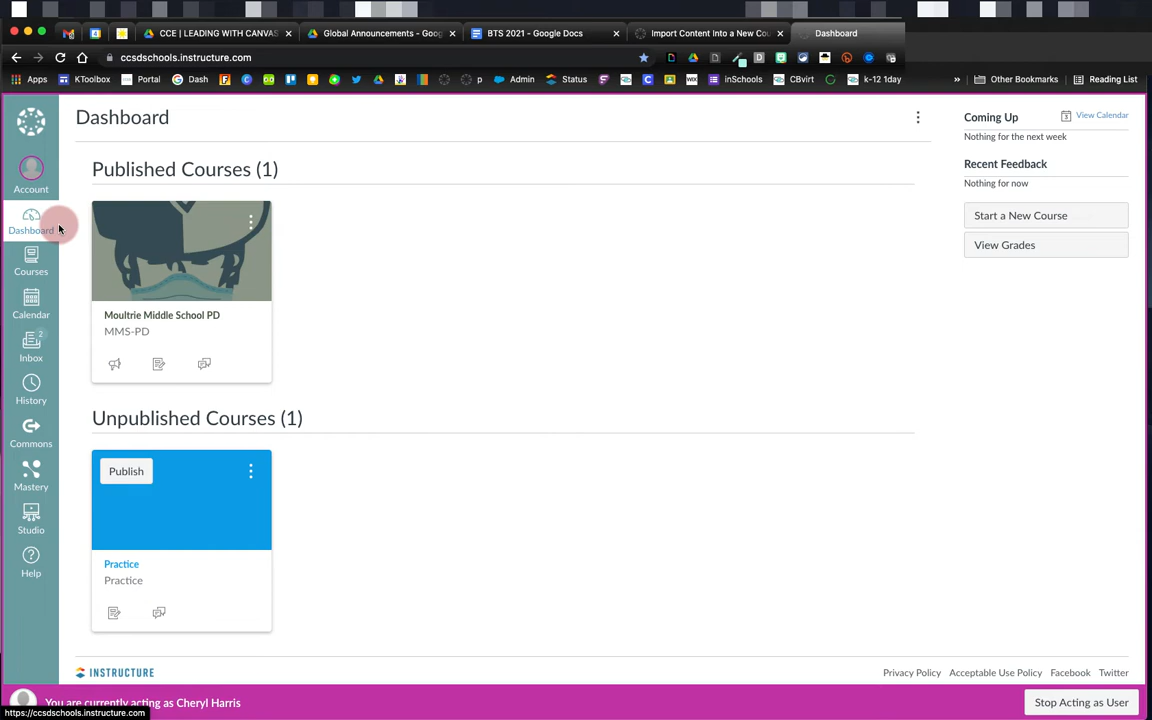 CCE | LEADING WITH CANVAS
Global Announcements - Goog
BTS 2021 - Google Docs
Import Content Into a New Cou
Dashboard
ccsdschools.instructure.com
Apps
KToolbox
Portal
Dash
p
Admin
Status
inSchools
CBvirt
k-12 1day
»
Other Bookmarks
Reading List
Account
Dashboard
Courses
Calendar
2
Inbox
History
Commons
Mastery
Studio
Help
Dashboard
Published Courses (1)
Moultrie Middle School PD
MMS-PD
Unpublished Courses (1)
Publish
Practice
Practice
Coming Up
View Calendar
Nothing for the next week
Recent Feedback
Nothing for now
Start a New Course
View Grades
INSTRUCTURE
Privacy Policy
Acceptable Use Policy
Facebook
Twitter
You are currently acting as Cheryl Harris
Stop Acting as User
https://ccsdschools.instructure.com